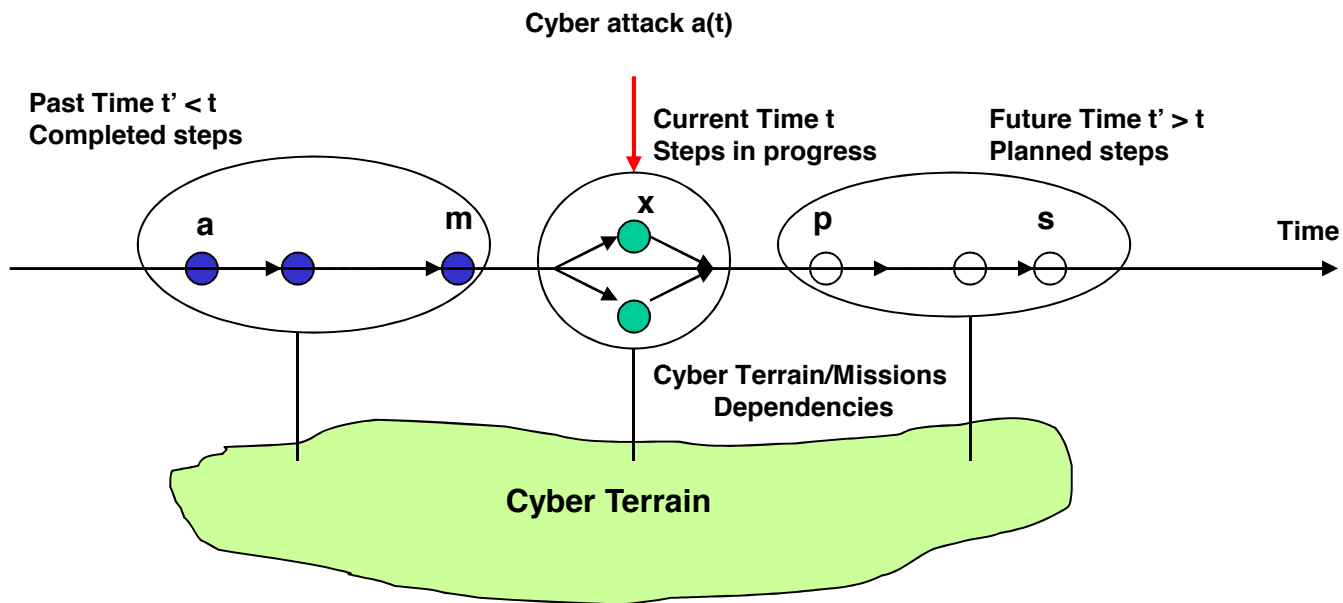 Cyber attack a(t)
Past Time t’ < t
Completed steps
Current Time t
Steps in progress
Future Time t’ > t
Planned steps
a
m
x
p
s
Time
Cyber Terrain/Missions
Dependencies
Cyber Terrain